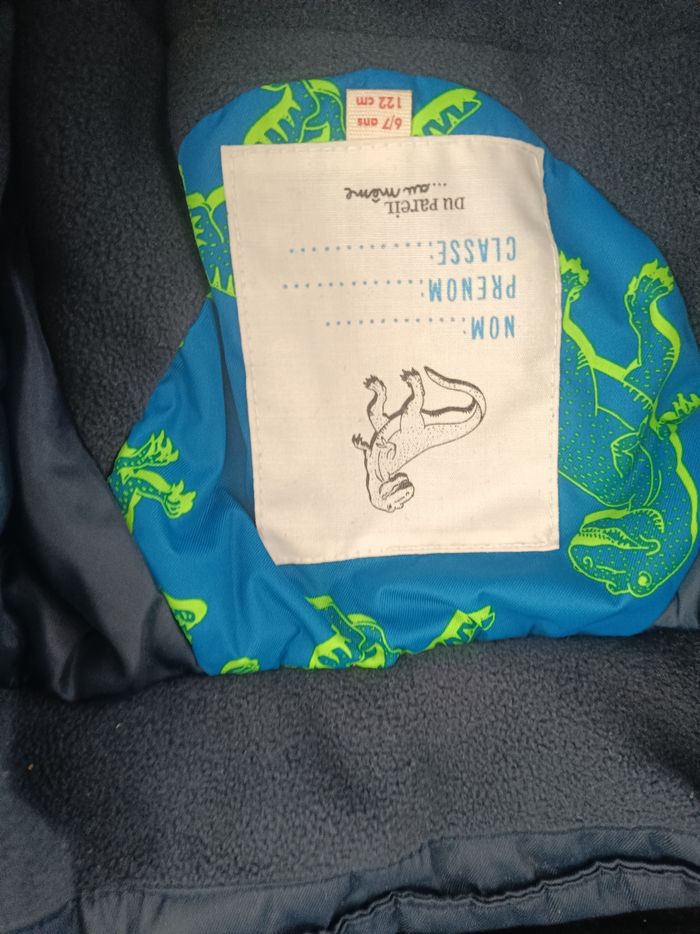 6/7 ans
122 cm
DU PAREIL
...au même
CLASSE:....................
PRENOM:....................
NOM:....................